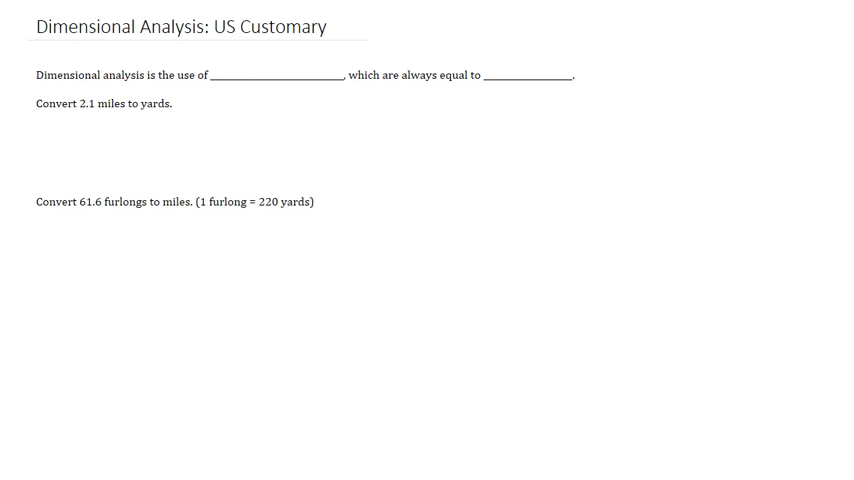 Dimensional Analysis: US Customary
Dimensional analysis is the use of ______________________, which are always equal to _______________.
Convert 2.1 miles to yards.
Convert 61.6 furlongs to miles. (1 furlong = 220 yards)